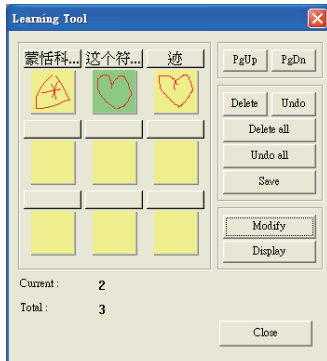 Learning Tool
蒙恬科... 这个符... 迹
PgUp PgDn
Delete Undo
Delete all
Undo all
Save
Modify
Display
Current : 2
Total : 3
Close